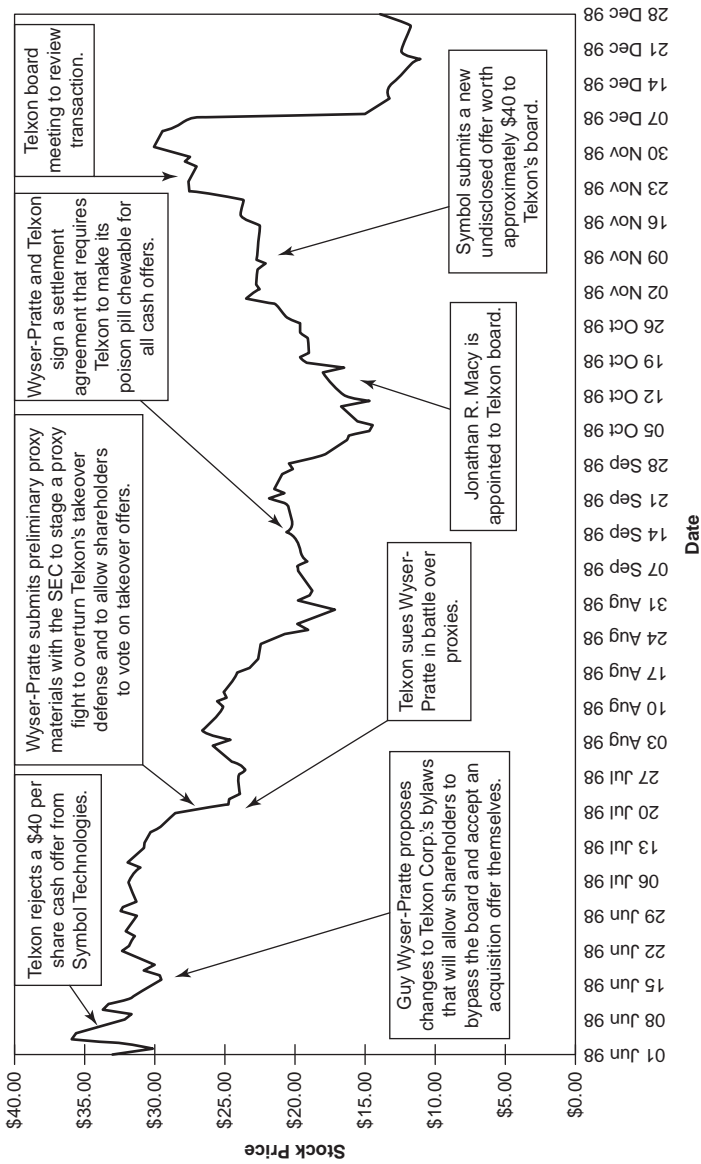 Telxon rejects a $40 per
share cash offer from
Symbol Technologies.
Wyser-Pratte submits preliminary proxy
materials with the SEC to stage a proxy
fight to overturn Telxon's takeover
defense and to allow shareholders
to vote on takeover offers.
Wyser-Pratte and Telxon
sign a settlement
agreement that requires
Telxon to make its
poison pill chewable for
all cash offers.
Telxon board
meeting to review
transaction.
Guy Wyser-Pratte proposes
changes to Telxon Corp.'s bylaws
that will allow shareholders to
bypass the board and accept an
acquisition offer themselves.
Telxon sues Wyser-
Pratte in battle over
proxies.
Jonathan R. Macy is
appointed to Telxon board.
Symbol submits a new
undisclosed offer worth
approximately $40 to
Telxon's board.
Stock Price
$40.00
$35.00
$30.00
$25.00
$20.00
$15.00
$10.00
$5.00
$0.00
01 Jun 98
08 Jun 98
15 Jun 98
22 Jun 98
29 Jun 98
06 Jul 98
13 Jul 98
20 Jul 98
27 Jul 98
03 Aug 98
10 Aug 98
17 Aug 98
24 Aug 98
31 Aug 98
07 Sep 98
14 Sep 98
21 Sep 98
28 Sep 98
05 Oct 98
12 Oct 98
19 Oct 98
26 Oct 98
02 Nov 98
09 Nov 98
16 Nov 98
23 Nov 98
30 Nov 98
07 Dec 98
14 Dec 98
21 Dec 98
28 Dec 98
Date